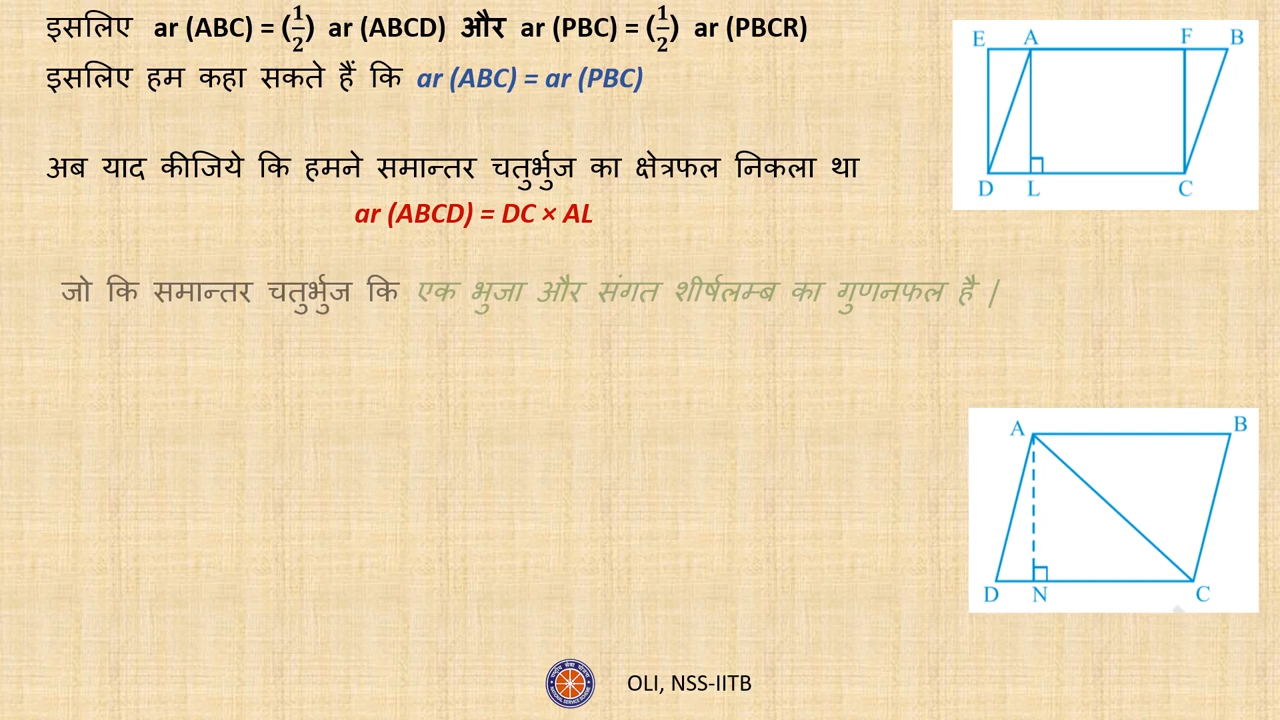 इसलिए ar (ABC) = (1/2) ar (ABCD) और ar (PBC) = (1/2) ar (PBCR)
इसलिए हम कहा सकते हैं कि ar (ABC) = ar (PBC)
अब याद कीजिये कि हमने समान्तर चतुर्भुज का क्षेत्रफल निकला था
ar (ABCD) = DC × AL
जो कि समान्तर चतुर्भुज कि एक भुजा और संगत शीर्षलम्ब का गुणनफल है |
E A F B
D L C
A B
D N C
OLI, NSS-IITB